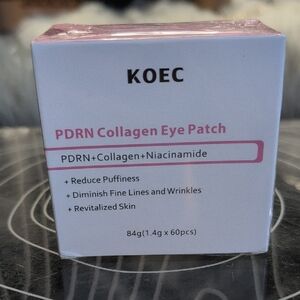 KOEC
PDRN Collagen Eye Patch
PDRN+Collagen+Niacinamide
+ Reduce Puffiness
+ Diminish Fine Lines and Wrinkles
+ Revitalized Skin
84g(1.4g x 60pcs)